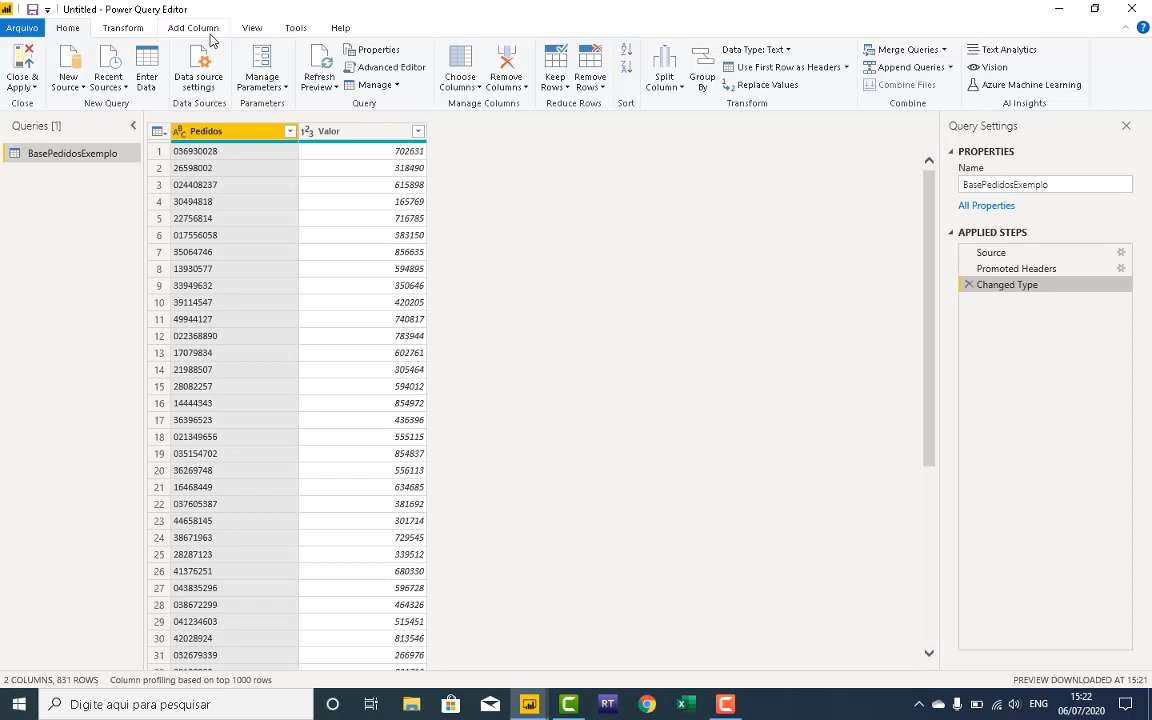 Untitled - Power Query Editor
Arquivo Home Transform Add Column View Tools Help
Close & Apply
New Source
Recent Sources
Enter Data
Data source settings
Manage Parameters
Refresh Preview
Properties
Advanced Editor
Manage
Choose Columns
Remove Columns
Keep Rows
Remove Rows
Split Column
Group By
Data Type: Text
Use First Row as Headers
Replace Values
Merge Queries
Append Queries
Combine Files
Text Analytics
Vision
Azure Machine Learning
Close New Query Data Sources Parameters Query Manage Columns Reduce Rows Sort Transform Combine AI Insights
Queries [1]
BasePedidosExemplo
Pedidos Valor
1 036930028 702631
2 26598002 318490
3 024408237 615898
4 30494818 165769
5 22756814 716785
6 017556058 383150
7 35064746 856635
8 13930577 594895
9 33949632 350646
10 39114547 420205
11 49944127 740817
12 022368890 783944
13 17079834 602761
14 21988507 305464
15 28082257 594012
16 14444343 854972
17 36396523 436396
18 021349656 555115
19 035154702 854837
20 36269748 556113
21 16468449 634685
22 037605387 381692
23 44658145 301714
24 38671963 729545
25 28287123 339512
26 41376251 680330
27 043835296 596728
28 038672299 464326
29 041234603 515451
30 42028924 813546
31 032679339 266976
Query Settings
PROPERTIES
Name
BasePedidosExemplo
All Properties
APPLIED STEPS
Source
Promoted Headers
Changed Type
2 COLUMNS, 831 ROWS Column profiling based on top 1000 rows PREVIEW DOWNLOADED AT 15:21
Digite aqui para pesquisar
RT
ENG
15:22
06/07/2020